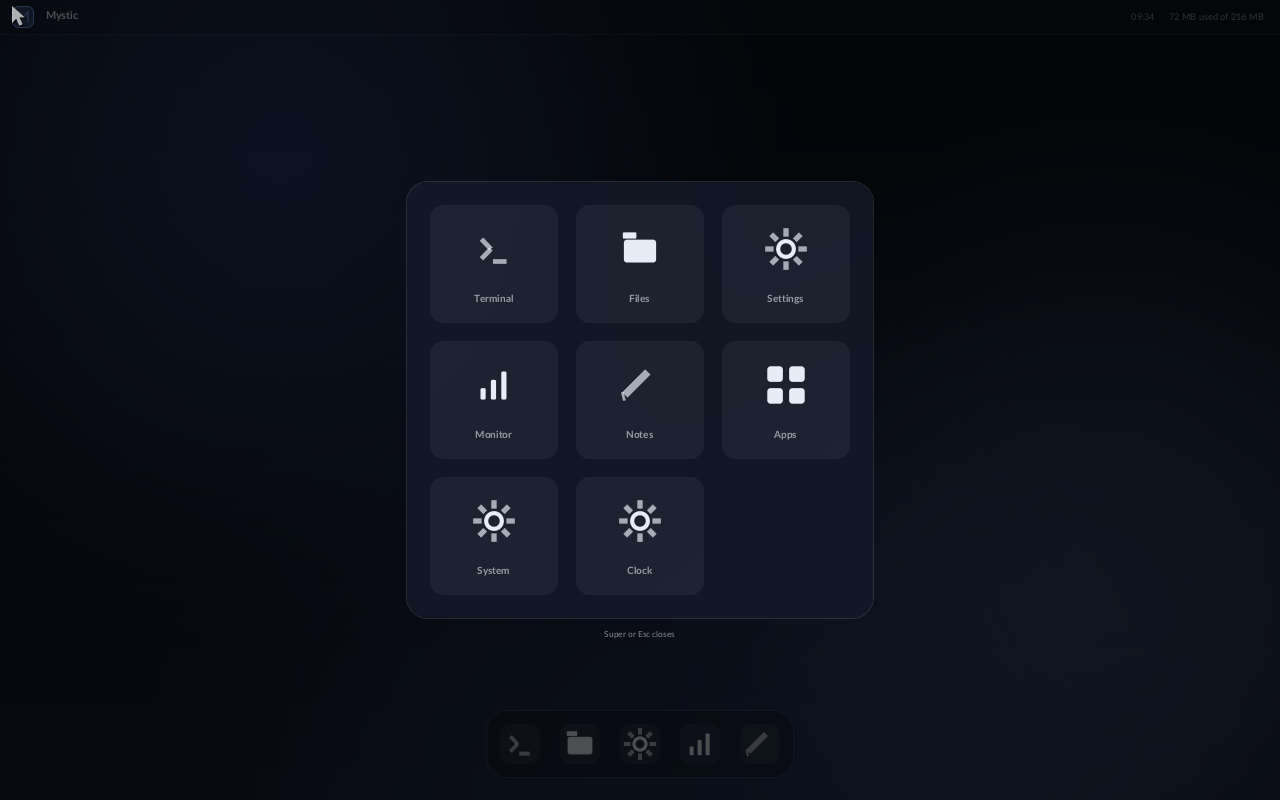 Mystic
09:34 72 MB used of 216 MB
Terminal
Files
Settings
Monitor
Notes
Apps
System
Clock
Super or Esc closes